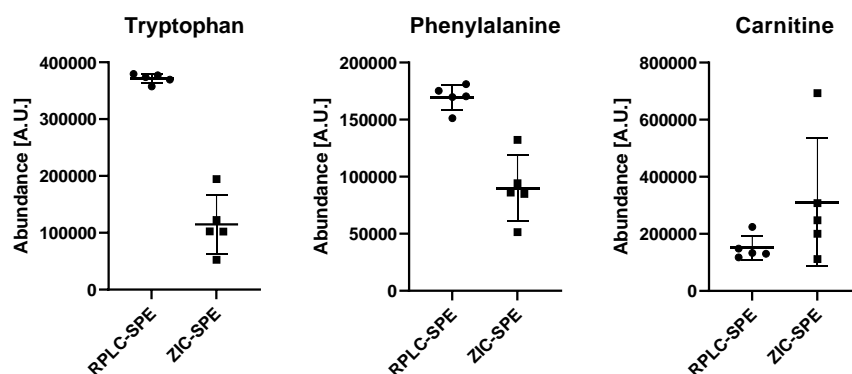 Tryptophan
Abundance [A.U.]
400000
300000
200000
100000
0
RPLC-SPE
ZIC-SPE
Phenylalanine
Abundance [A.U.]
200000
150000
100000
50000
0
RPLC-SPE
ZIC-SPE
Carnitine
Abundance [A.U.]
800000
600000
400000
200000
0
RPLC-SPE
ZIC-SPE